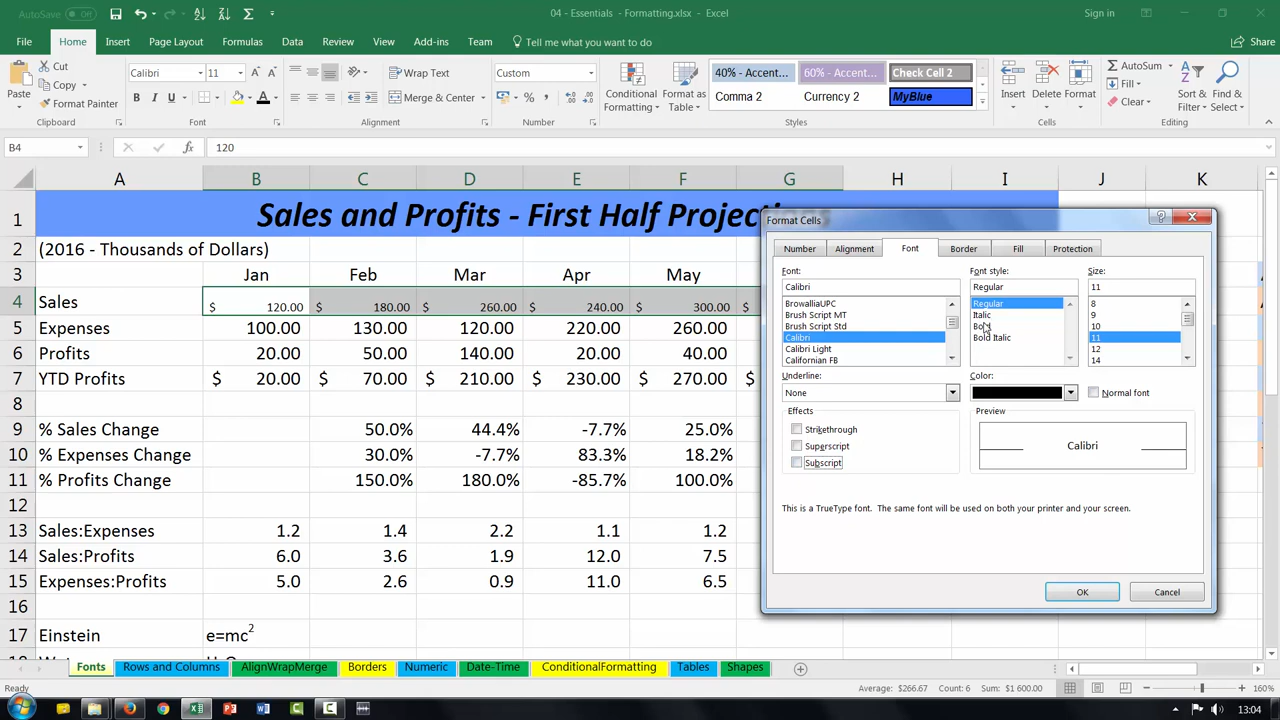 AutoSave Off
04 - Essentials - Formatting.xlsx - Excel
Sign in
File Home Insert Page Layout Formulas Data Review View Add-ins Team Tell me what you want to do Share
Paste
Cut
Copy
Format Painter
Clipboard
Calibri 11
B I U
Font
Wrap Text
Merge & Center
Alignment
Custom
Number
Conditional Formatting
Format as Table
40% - Accent... 60% - Accent... Check Cell 2
Comma 2 Currency 2 MyBlue
Styles
Insert Delete Format
Cells
AutoSum
Fill
Clear
Sort & Filter
Find & Select
Editing
B4 fx 120
A B C D E F G H I J K
1 Sales and Profits - First Half Project
2 (2016 - Thousands of Dollars)
3 Jan Feb Mar Apr May
4 Sales $ 120.00 $ 180.00 $ 260.00 $ 240.00 $ 300.00 $
5 Expenses 100.00 130.00 120.00 220.00 260.00
6 Profits 20.00 50.00 140.00 20.00 40.00
7 YTD Profits $ 20.00 $ 70.00 $ 210.00 $ 230.00 $ 270.00 $
8
9 % Sales Change 50.0% 44.4% -7.7% 25.0%
10 % Expenses Change 30.0% -7.7% 83.3% 18.2%
11 % Profits Change 150.0% 180.0% -85.7% 100.0%
12
13 Sales:Expenses 1.2 1.4 2.2 1.1 1.2
14 Sales:Profits 6.0 3.6 1.9 12.0 7.5
15 Expenses:Profits 5.0 2.6 0.9 11.0 6.5
16
17 Einstein e=mc2
Format Cells
Number Alignment Font Border Fill Protection
Font: Font style: Size:
Calibri Regular 11
BrowalliaUPC Regular 8
Brush Script MT Italic 9
Brush Script Std Bold 10
Calibri Bold Italic 11
Calibri Light 12
Californian FB 14
Underline: Color:
None Normal font
Effects Preview
Strikethrough
Superscript Calibri
Subscript
This is a TrueType font. The same font will be used on both your printer and your screen.
OK Cancel
Fonts Rows and Columns AlignWrapMerge Borders Numeric Date-Time ConditionalFormatting Tables Shapes
Ready Average: $266.67 Count: 6 Sum: $1 600.00 160%
13:04